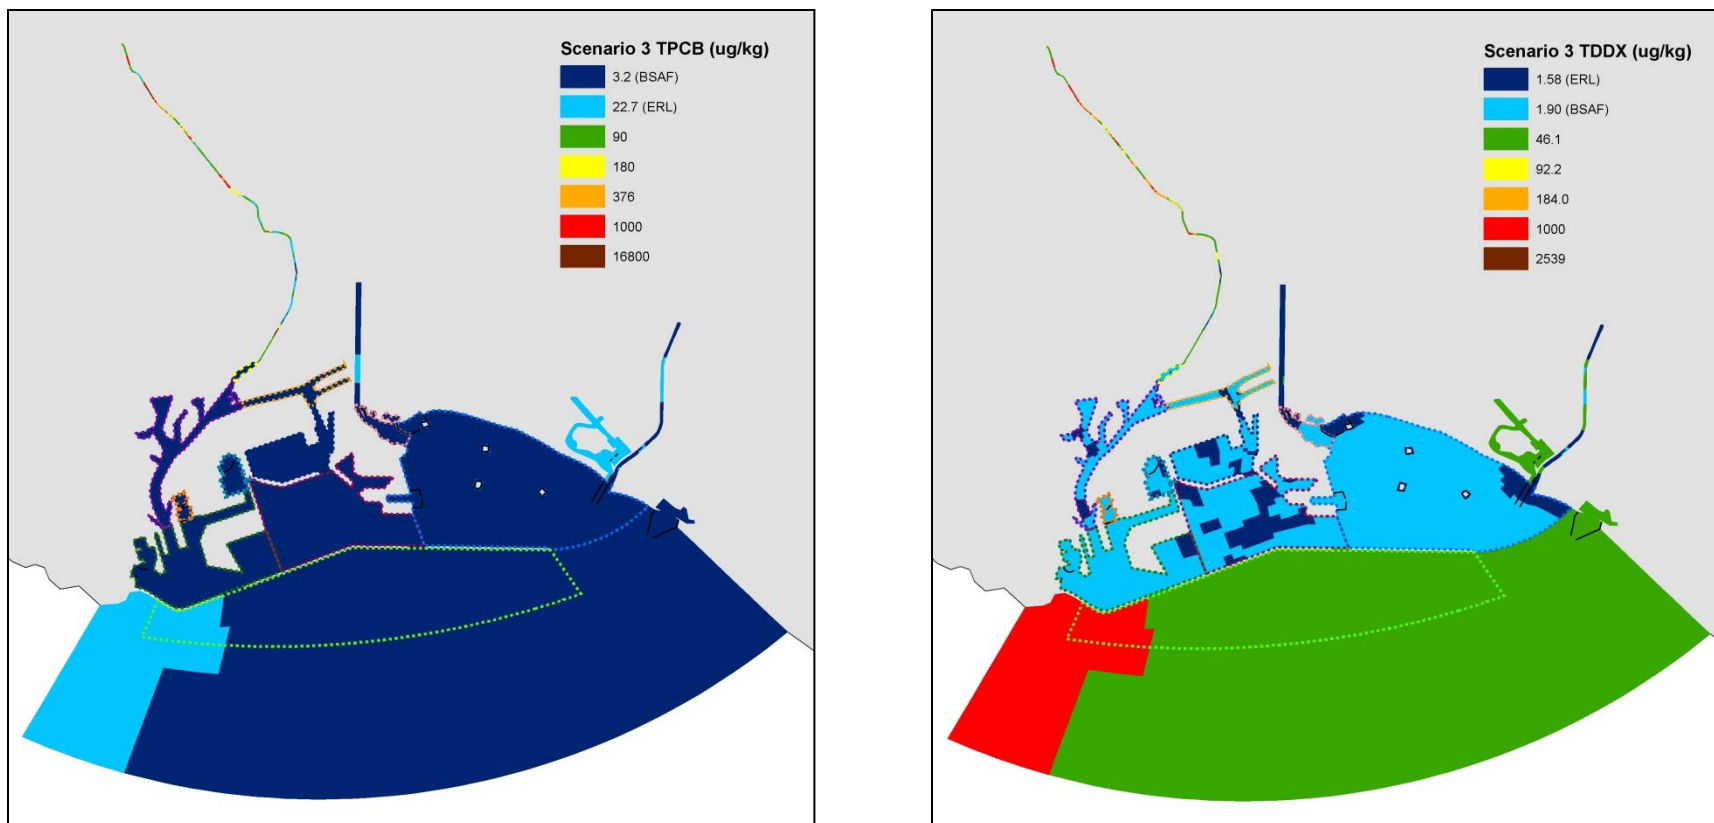 Scenario 3 TPCB (ug/kg)
3.2 (BSAF)
22.7 (ERL)
90
180
376
1000
16800
Scenario 3 TDDX (ug/kg)
1.58 (ERL)
1.90 (BSAF)
46.1
92.2
184.0
1000
2539